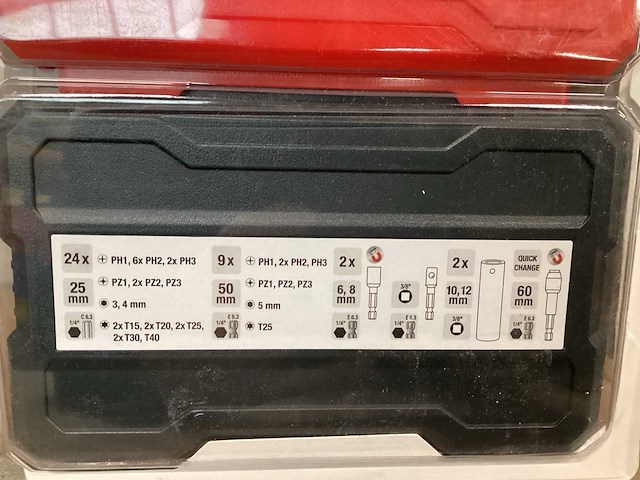 24 x
25 mm
C 6.3
1/4"
PH1, 6x PH2, 2x PH3
PZ1, 2x PZ2, PZ3
3, 4 mm
2x T15, 2x T20, 2x T25,
2x T30, T40
9 x
50 mm
E 6.3
1/4"
PH1, 2x PH2, PH3
PZ1, PZ2, PZ3
5 mm
T25
2 x
6, 8 mm
E 6.3
1/4"
3/8"
E 6.3
1/4"
2 x
10,12 mm
3/8"
QUICK CHANGE
60 mm
E 6.3
1/4"